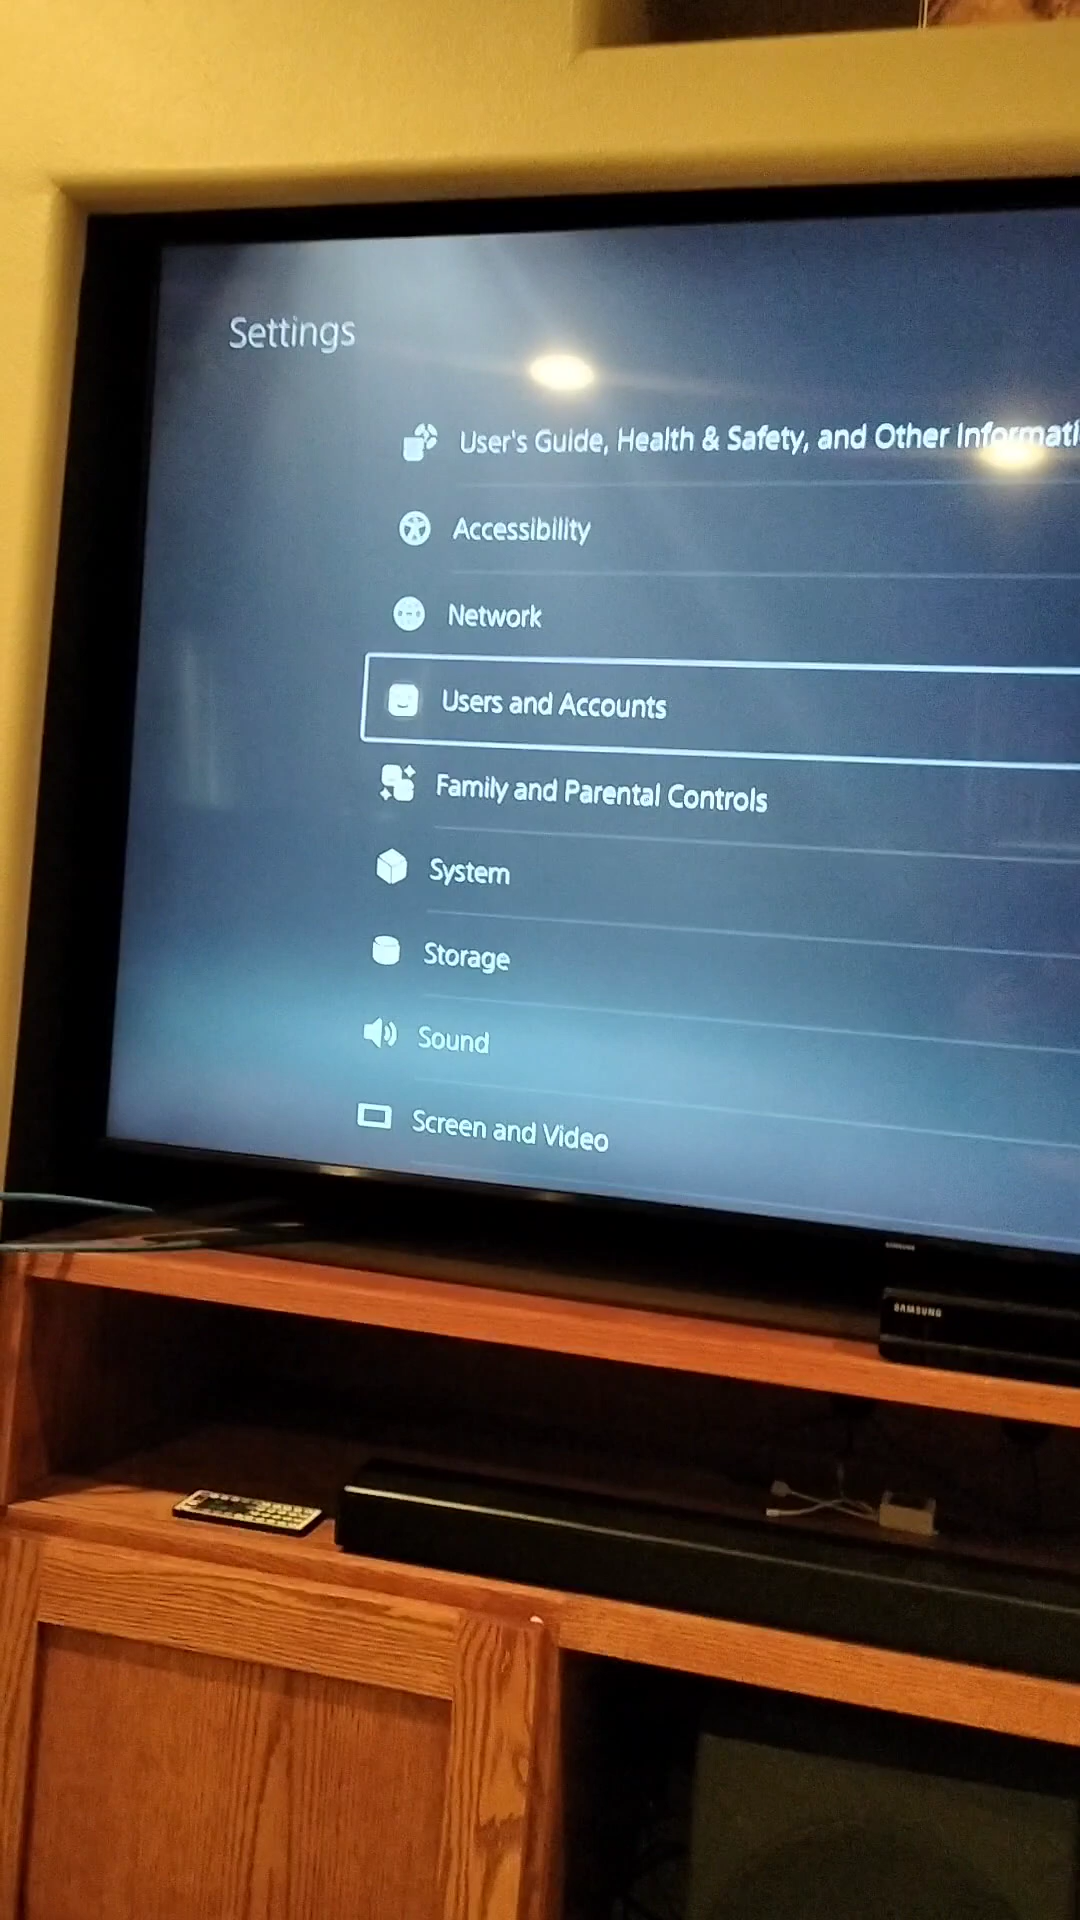 Settings
User's Guide, Health & Safety, and Other Informati
Accessibility
Network
Users and Accounts
Family and Parental Controls
System
Storage
Sound
Screen and Video
SAMSUNG
SAMSUNG